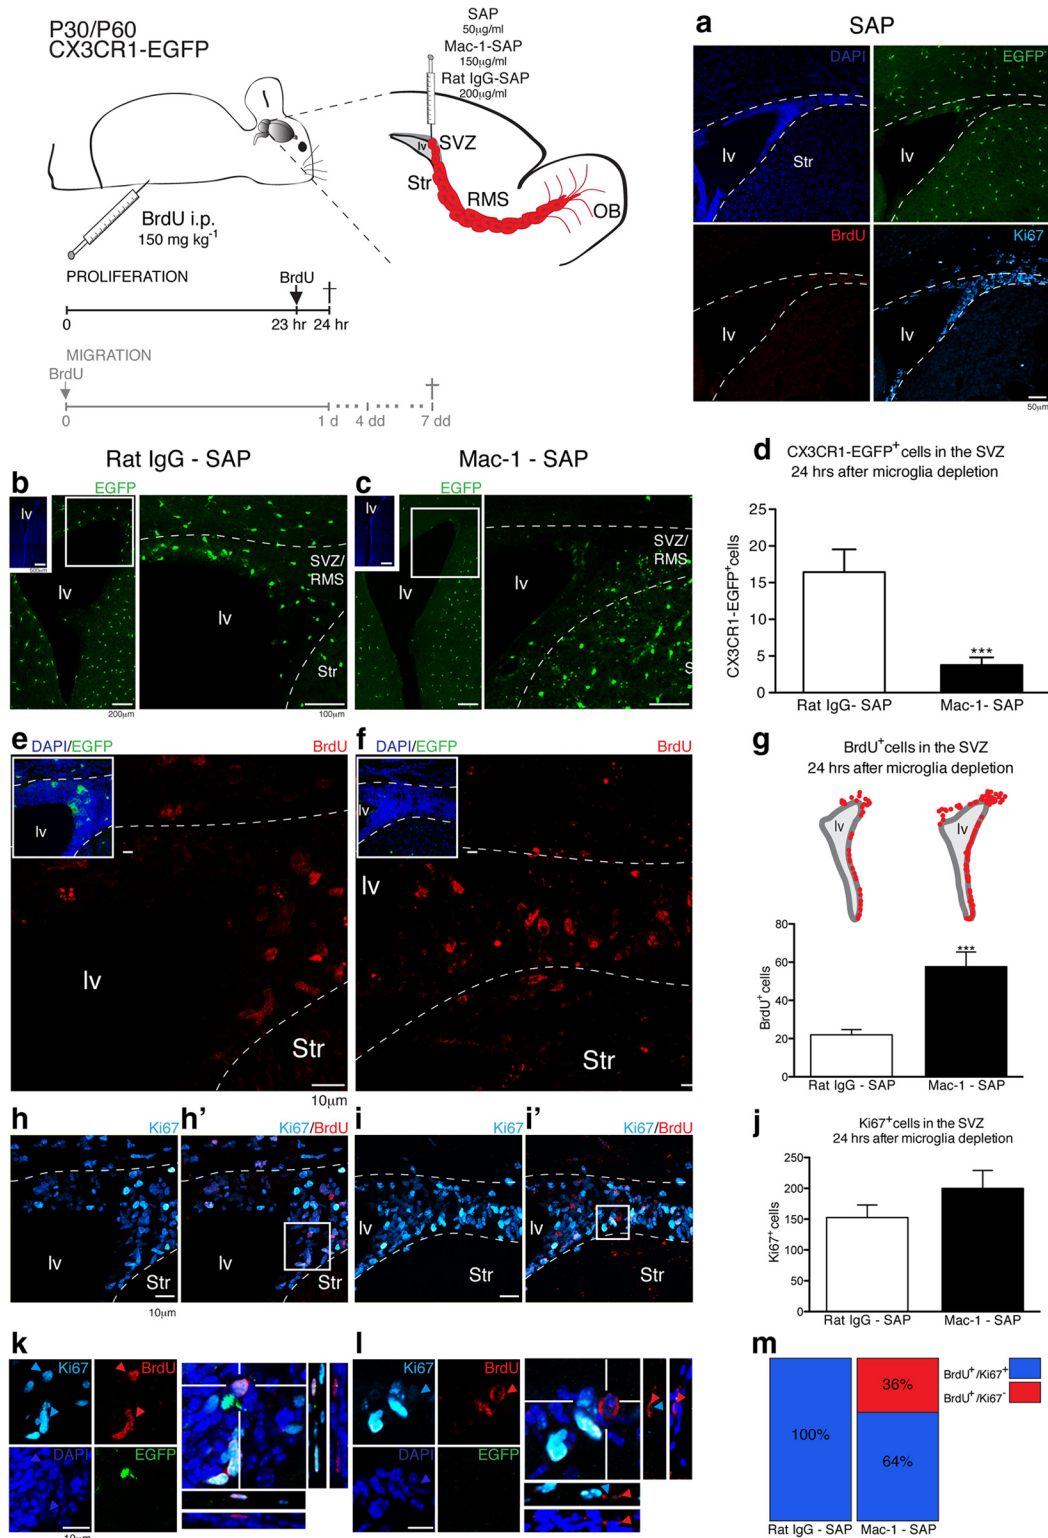 P30/P60
CX3CR1-EGFP
SAP
50µg/ml
Mac-1-SAP
150µg/ml
Rat IgG-SAP
200µg/ml
lv
SVZ
Str
RMS
OB
BrdU i.p.
150 mg kg-1
PROLIFERATION
BrdU
0
23 hr
24 hr
MIGRATION
BrdU
0
1 d
4 dd
7 dd
a
SAP
DAPI
EGFP
lv
Str
lv
BrdU
Ki67
lv
lv
50µm
Rat IgG - SAP
Mac-1 - SAP
b
EGFP
lv
500µm
lv
200µm
SVZ/
RMS
lv
Str
100µm
c
EGFP
lv
lv
SVZ/
RMS
lv
S
d
CX3CR1-EGFP+ cells in the SVZ
24 hrs after microglia depletion
CX3CR1-EGFP+ cells
25
20
15
10
5
0
***
Rat IgG- SAP
Mac-1- SAP
e
DAPI/EGFP
BrdU
lv
lv
Str
10µm
f
DAPI/EGFP
BrdU
lv
lv
Str
g
BrdU+ cells in the SVZ
24 hrs after microglia depletion
lv
lv
BrdU+ cells
80
60
40
20
0
***
Rat IgG - SAP
Mac-1 - SAP
h
Ki67
lv
Str
10µm
h’
Ki67/BrdU
lv
Str
i
Ki67
lv
Str
i’
Ki67/BrdU
lv
Str
j
Ki67+ cells in the SVZ
24 hrs after microglia depletion
Ki67+ cells
250
200
150
100
50
0
Rat IgG - SAP
Mac-1 - SAP
k
Ki67
BrdU
DAPI
EGFP
10µm
l
Ki67
BrdU
DAPI
EGFP
m
100%
36%
64%
BrdU+/Ki67+
BrdU+/Ki67-
Rat IgG - SAP
Mac-1 - SAP